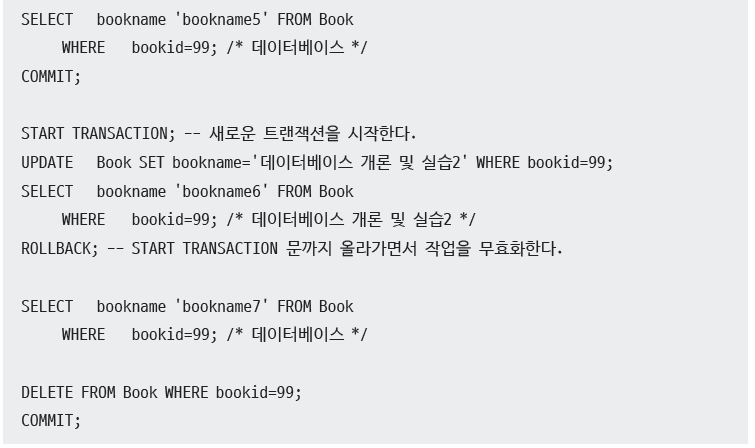 SELECT   bookname 'bookname5' FROM Book
     WHERE   bookid=99; /* 데이터베이스 */
COMMIT;

START TRANSACTION; -- 새로운 트랜잭션을 시작한다.
UPDATE   Book SET bookname='데이터베이스 개론 및 실습2' WHERE bookid=99;
SELECT   bookname 'bookname6' FROM Book
     WHERE   bookid=99; /* 데이터베이스 개론 및 실습2 */
ROLLBACK; -- START TRANSACTION 문까지 올라가면서 작업을 무효화한다.

SELECT   bookname 'bookname7' FROM Book
     WHERE   bookid=99; /* 데이터베이스 */

DELETE FROM Book WHERE bookid=99;
COMMIT;